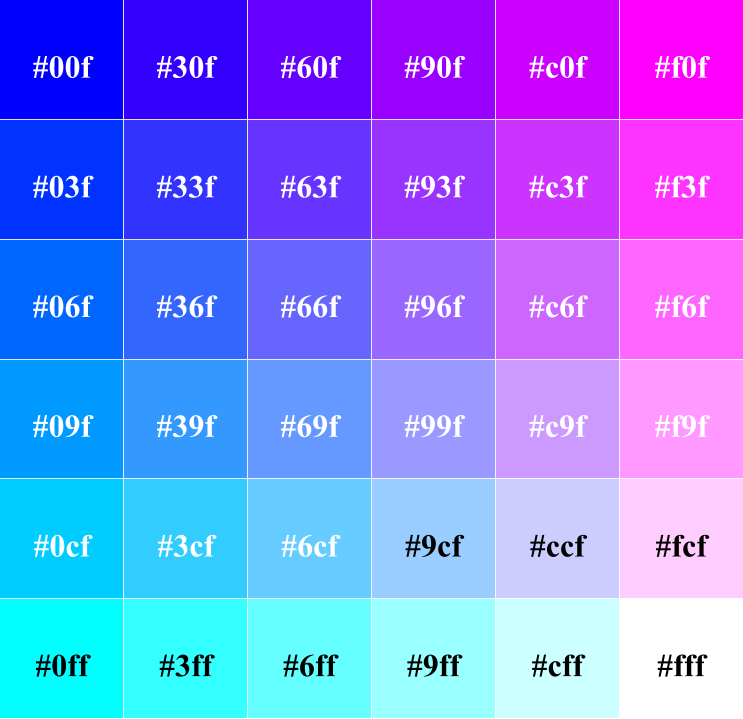 #00f #30f #60f #90f #c0f #f0f
#03f #33f #63f #93f #c3f #f3f
#06f #36f #66f #96f #c6f #f6f
#09f #39f #69f #99f #c9f #f9f
#0cf #3cf #6cf #9cf #ccf #fcf
#0ff #3ff #6ff #9ff #cff #fff